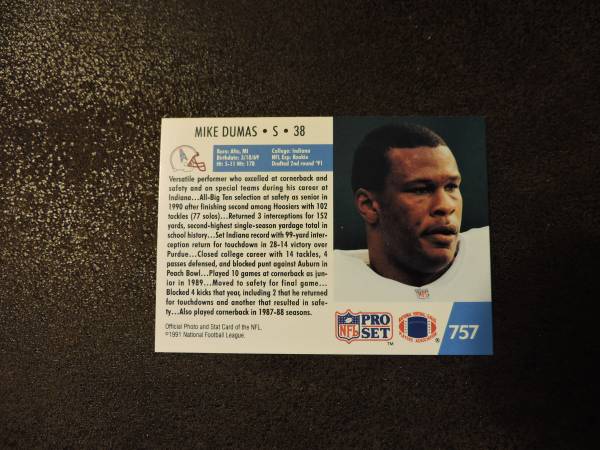 MIKE DUMAS • S • 38
Born: Alto, MI
Birthdate: 3/18/69
Ht: 5-11 Wt: 170
College: Indiana
NFL Exp: Rookie
Drafted 2nd round '91
Versatile performer who excelled at cornerback and
safety and on special teams during his career at
Indiana...All-Big Ten selection at safety as senior in
1990 after finishing second among Hoosiers with 102
tackles (77 solos)...Returned 3 interceptions for 152
yards, second-highest single-season yardage total in
school history...Set Indiana record with 99-yard inter-
ception return for touchdown in 28-14 victory over
Purdue...Closed college career with 14 tackles, 4
passes defensed, and blocked punt against Auburn in
Peach Bowl...Played 10 games at cornerback as jun-
ior in 1989...Moved to safety for final game...
Blocked 4 kicks that year, including 2 that he returned
for touchdowns and another that resulted in safe-
ty...Also played cornerback in 1987-88 seasons.
Official Photo and Stat Card of the NFL.
©1991 National Football League.
NFL
PRO
SET
TM
®
757